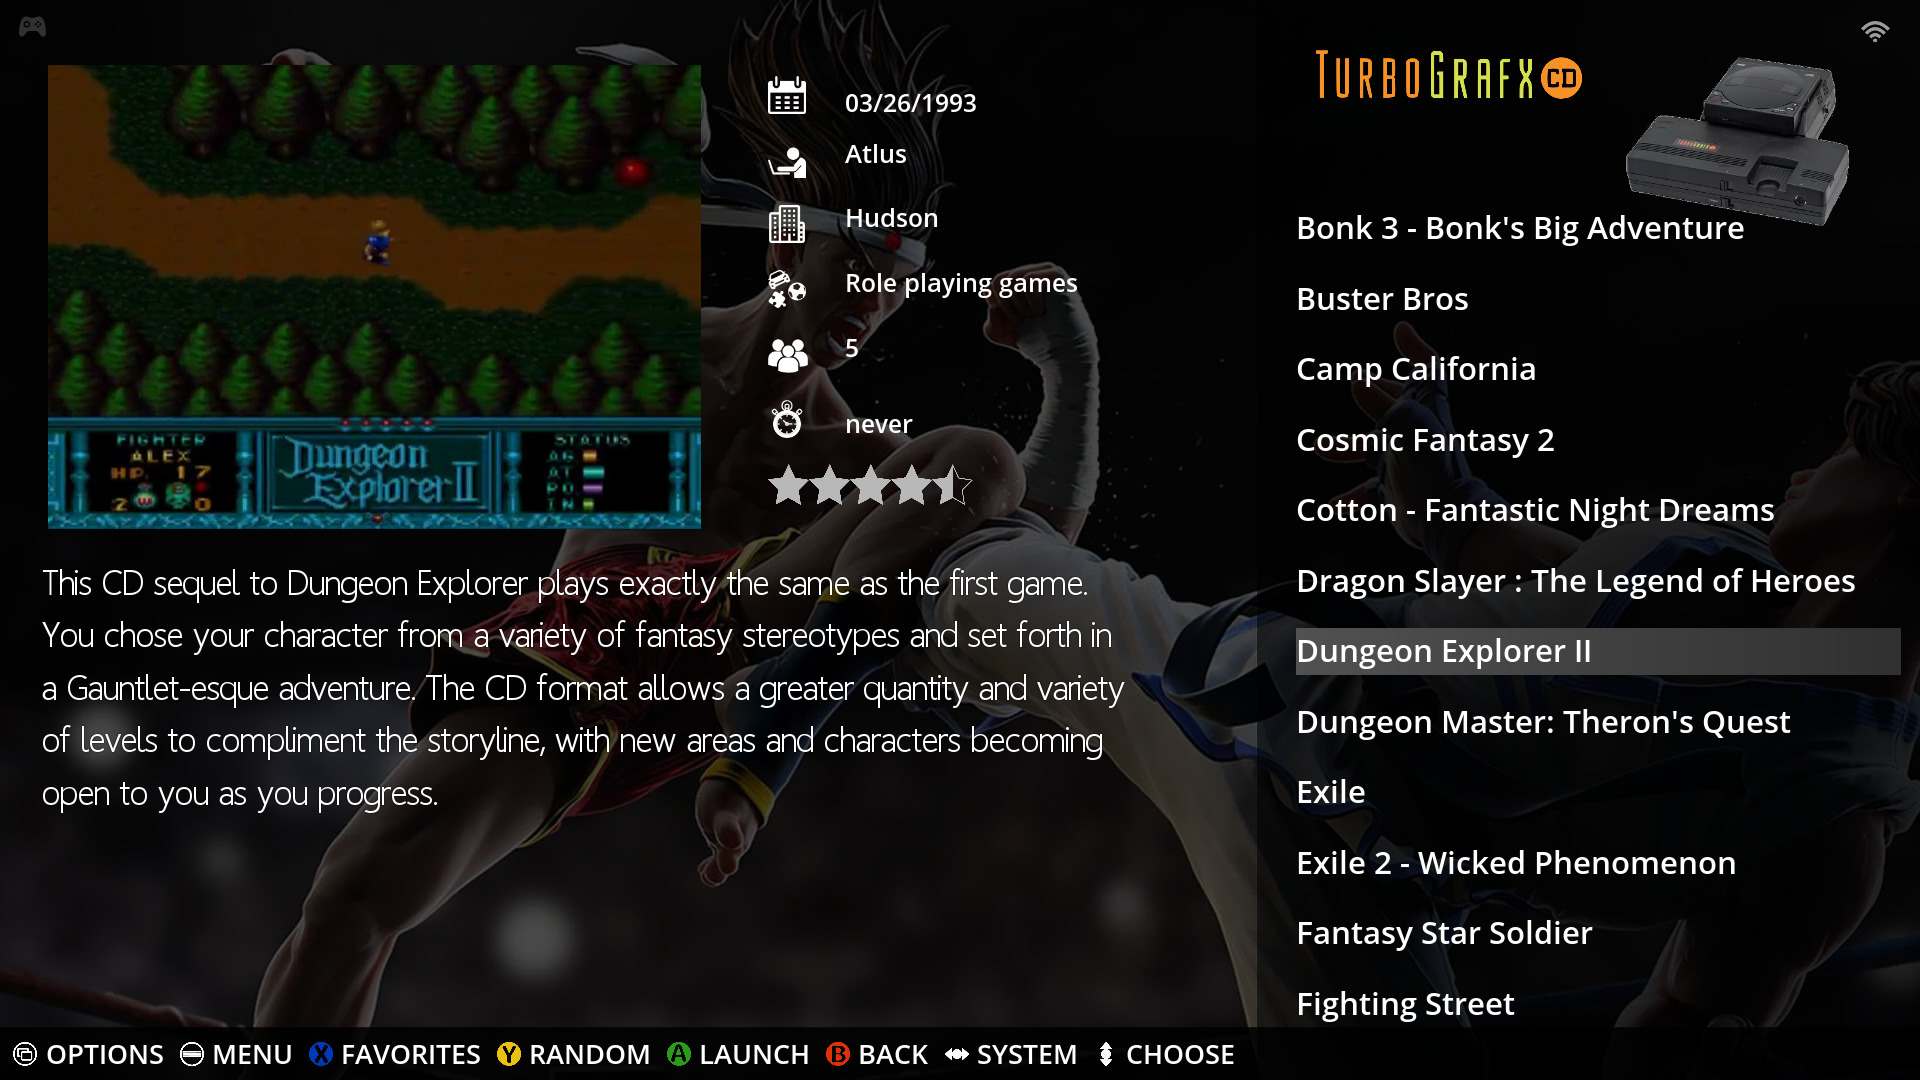 FIGHTER
ALEX
HP. 17
2 0
Dungeon
Explorer II
STATUS
AG
AT
PO
IN
03/26/1993
Atlus
Hudson
Role playing games
5
never
This CD sequel to Dungeon Explorer plays exactly the same as the first game.
You chose your character from a variety of fantasy stereotypes and set forth in
a Gauntlet-esque adventure. The CD format allows a greater quantity and variety
of levels to compliment the storyline, with new areas and characters becoming
open to you as you progress.
TURBOGRAFX CD
Bonk 3 - Bonk's Big Adventure
Buster Bros
Camp California
Cosmic Fantasy 2
Cotton - Fantastic Night Dreams
Dragon Slayer : The Legend of Heroes
Dungeon Explorer II
Dungeon Master: Theron's Quest
Exile
Exile 2 - Wicked Phenomenon
Fantasy Star Soldier
Fighting Street
OPTIONS MENU X FAVORITES Y RANDOM A LAUNCH B BACK SYSTEM CHOOSE